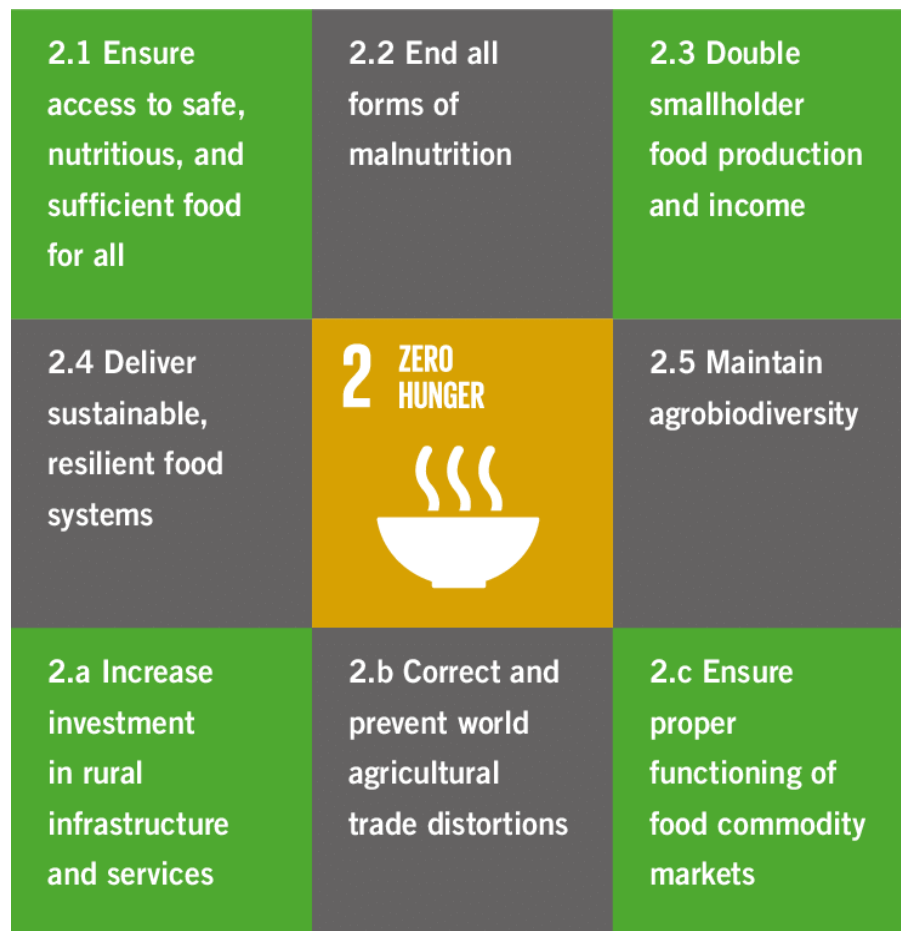 2.1 Ensure
access to safe,
nutritious, and
sufficient food
for all
2.2 End all
forms of
malnutrition
2.3 Double
smallholder
food production
and income
2.4 Deliver
sustainable,
resilient food
systems
2 ZERO
HUNGER
2.5 Maintain
agrobiodiversity
2.a Increase
investment
in rural
infrastructure
and services
2.b Correct and
prevent world
agricultural
trade distortions
2.c Ensure
proper
functioning of
food commodity
markets